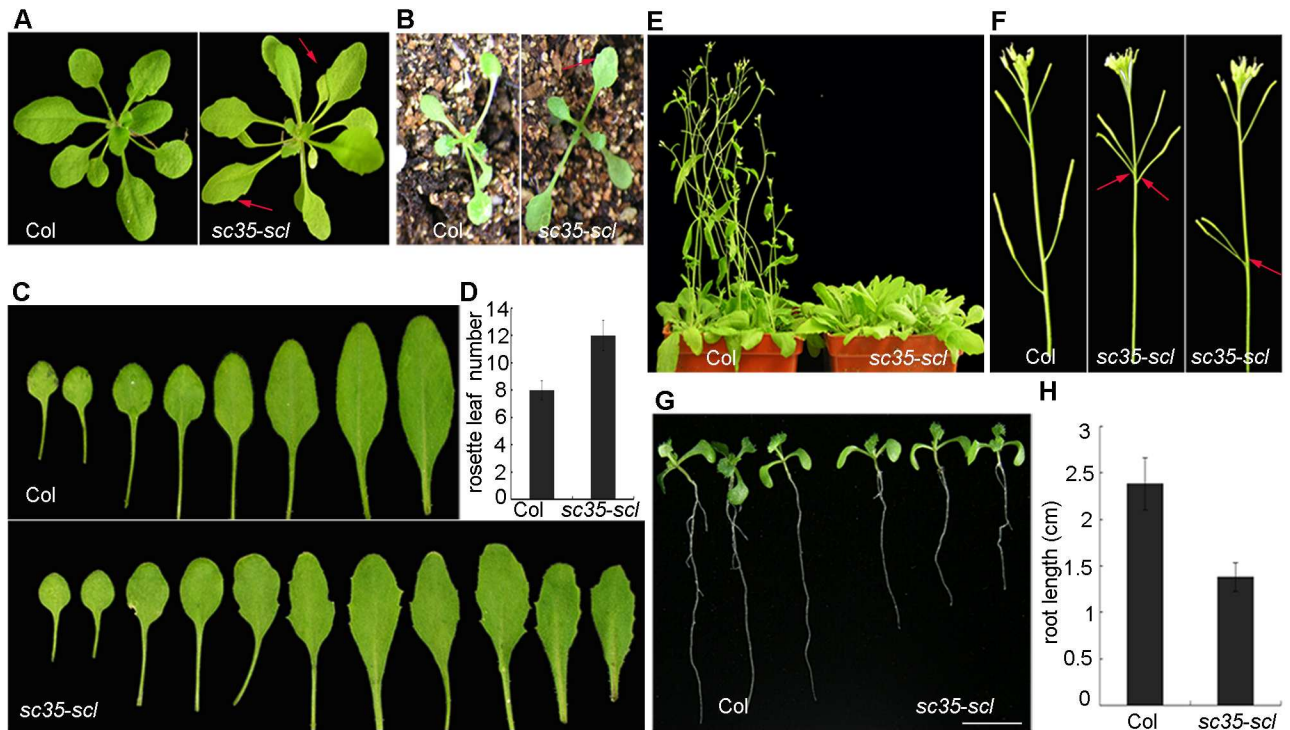 A
Col
sc35-scl
B
Col
sc35-scl
C
Col
sc35-scl
D
rosette leaf number
14
12
10
8
6
4
2
0
Col sc35-scl
E
Col
sc35-scl
F
Col
sc35-scl
sc35-scl
G
Col
sc35-scl
H
root length (cm)
3
2.5
2
1.5
1
0.5
0
Col sc35-scl